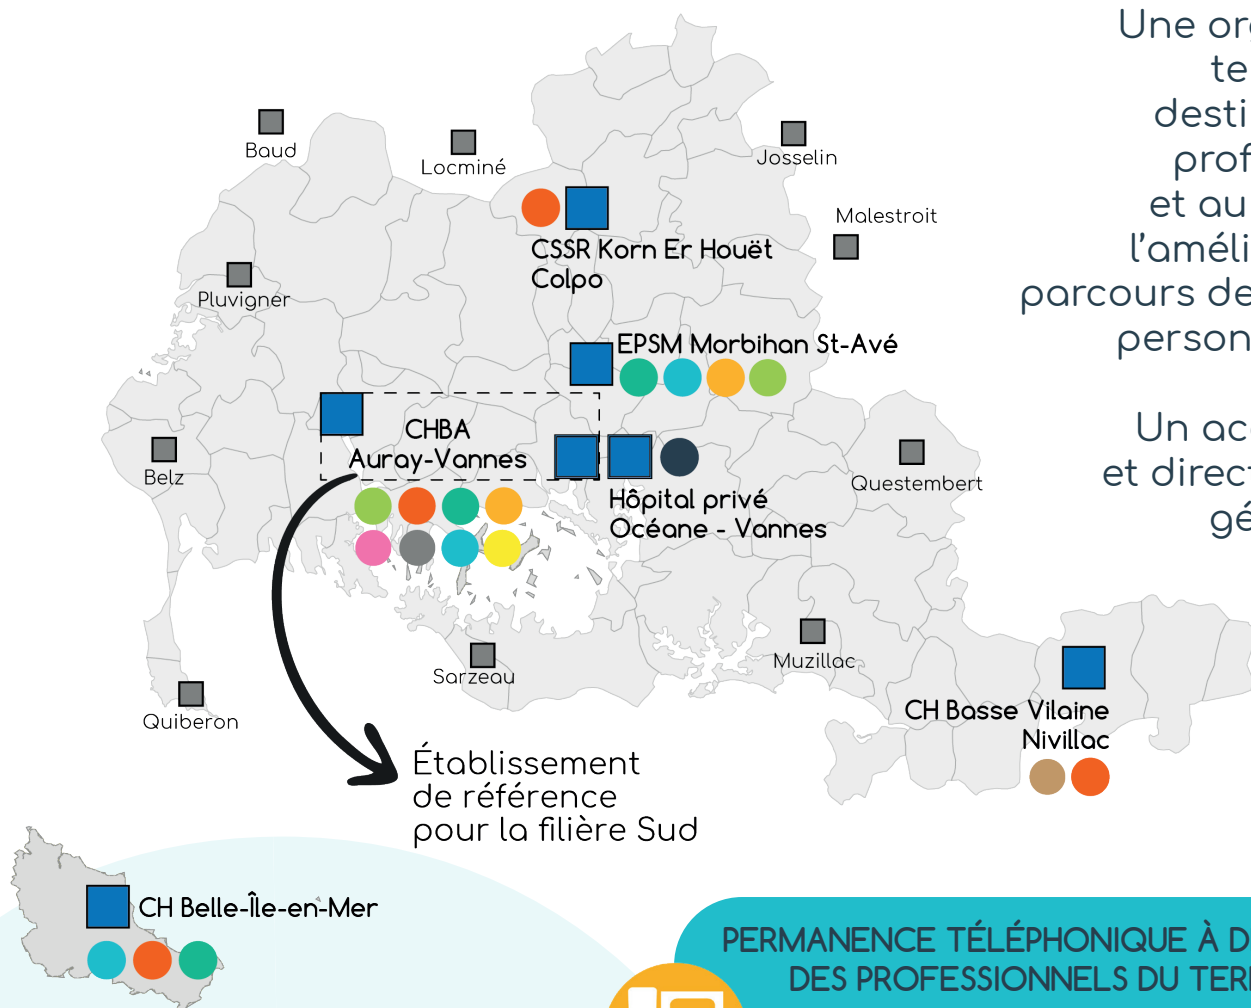 Une
te
desti
prof
et au
l'améli
parcours de
person
Un
et direct
gé
Baud
Locminé
Josselin
Malestroit
CSSR Korn Er Houët
Colpo
Pluvigner
EPSM Morbihan St-Avé
CHBA
Auray-Vannes
Belz
Questembert
Hôpital privé
Océane - Vannes
Sarzeau
Muzillac
Quiberon
CH Basse Vilaine
Nivillac
Établissement
de référence
pour la filière Sud
CH Belle-Île-en-Mer
PERMANENCE TÉLÉPHONIQUE À D
DES PROFESSIONNELS DU TER